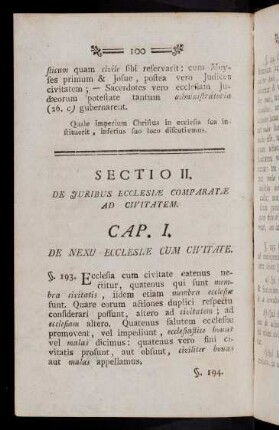 100
sticum quam civile sibi reservarit: cum Moy-
ses primum & Josue, postea vero Judices
civitatem; — Sacerdotes vero ecclesiam Ju-
dæorum potestate tantum administratoria
(26. c) gubernarent.
Quale imperium Christus in ecclesia sua in-
stituerit, inferius suo loco discutiemus.
SECTIO II.
DE JURIBUS ECCLESIÆ COMPARATÆ
AD CIVITATEM.
CAP. I.
DE NEXU ECCLESIÆ CUM CIVITATE.
§. 193. Ecclesia cum civitate eatenus ne-
ctitur, quatenus qui sunt mem-
bra civitatis, iidem etiam membra ecclesiæ
sunt. Quare eorum actiones duplici respectu
considerari possunt, altero ad civitatem; ad
ecclesiam altero. Quatenus salutem ecclesiæ
promovent, vel impediunt, ecclesiastice bonas
vel malas dicimus: quatenus vero fini ci-
vitatis prosunt, aut obsunt, civiliter bonas
aut malas appellamus.
§. 194.